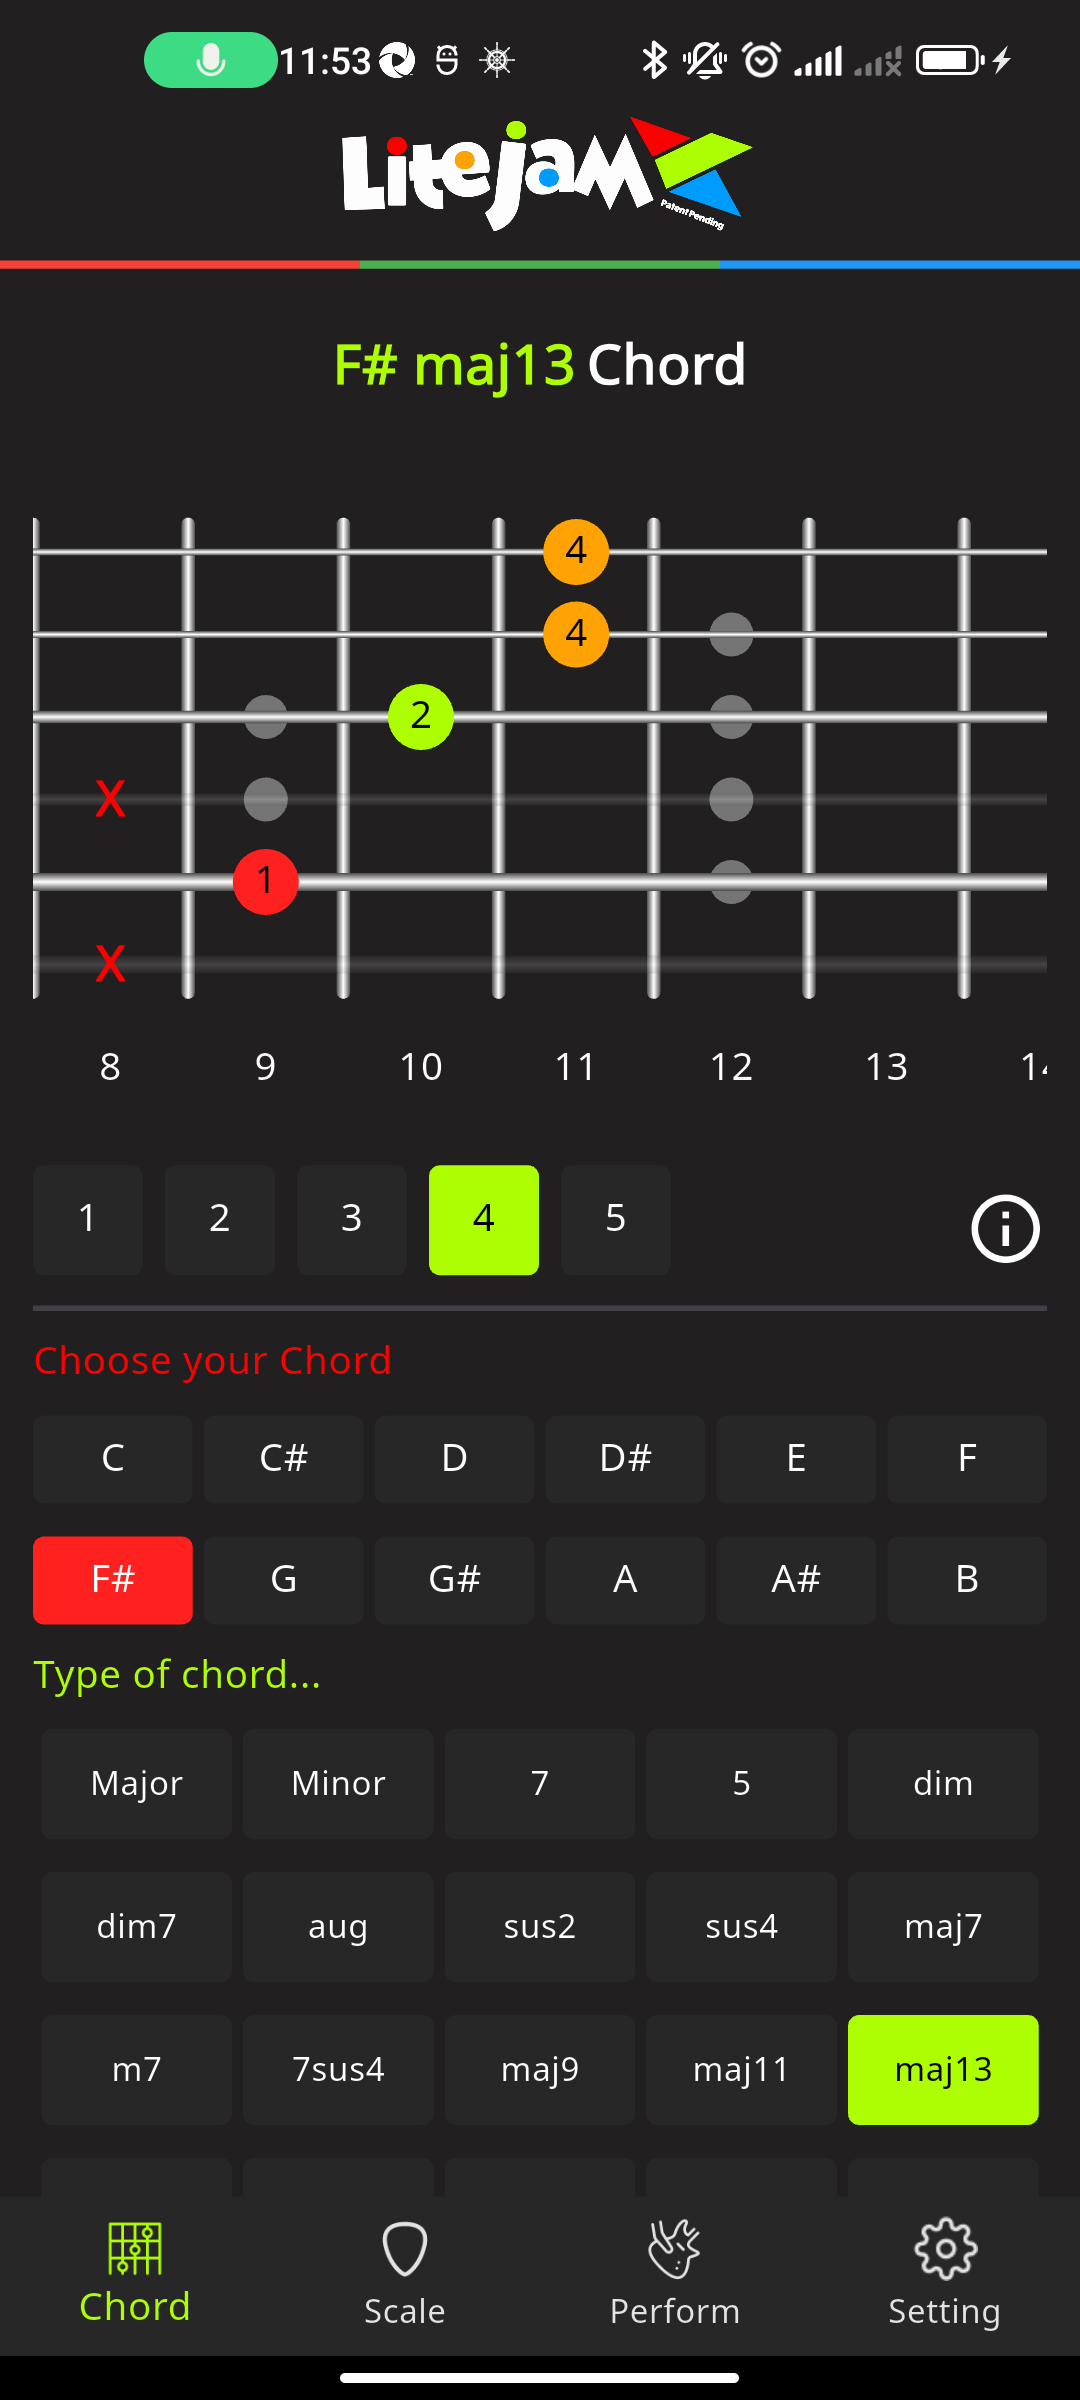 11:53
Litejam
Patent Pending
F# maj13 Chord
4
4
2
X
1
X
8 9 10 11 12 13 14
1 2 3 4 5
Choose your Chord
C C# D D# E F
F# G G# A A# B
Type of chord...
Major Minor 7 5 dim
dim7 aug sus2 sus4 maj7
m7 7sus4 maj9 maj11 maj13
Chord Scale Perform Setting